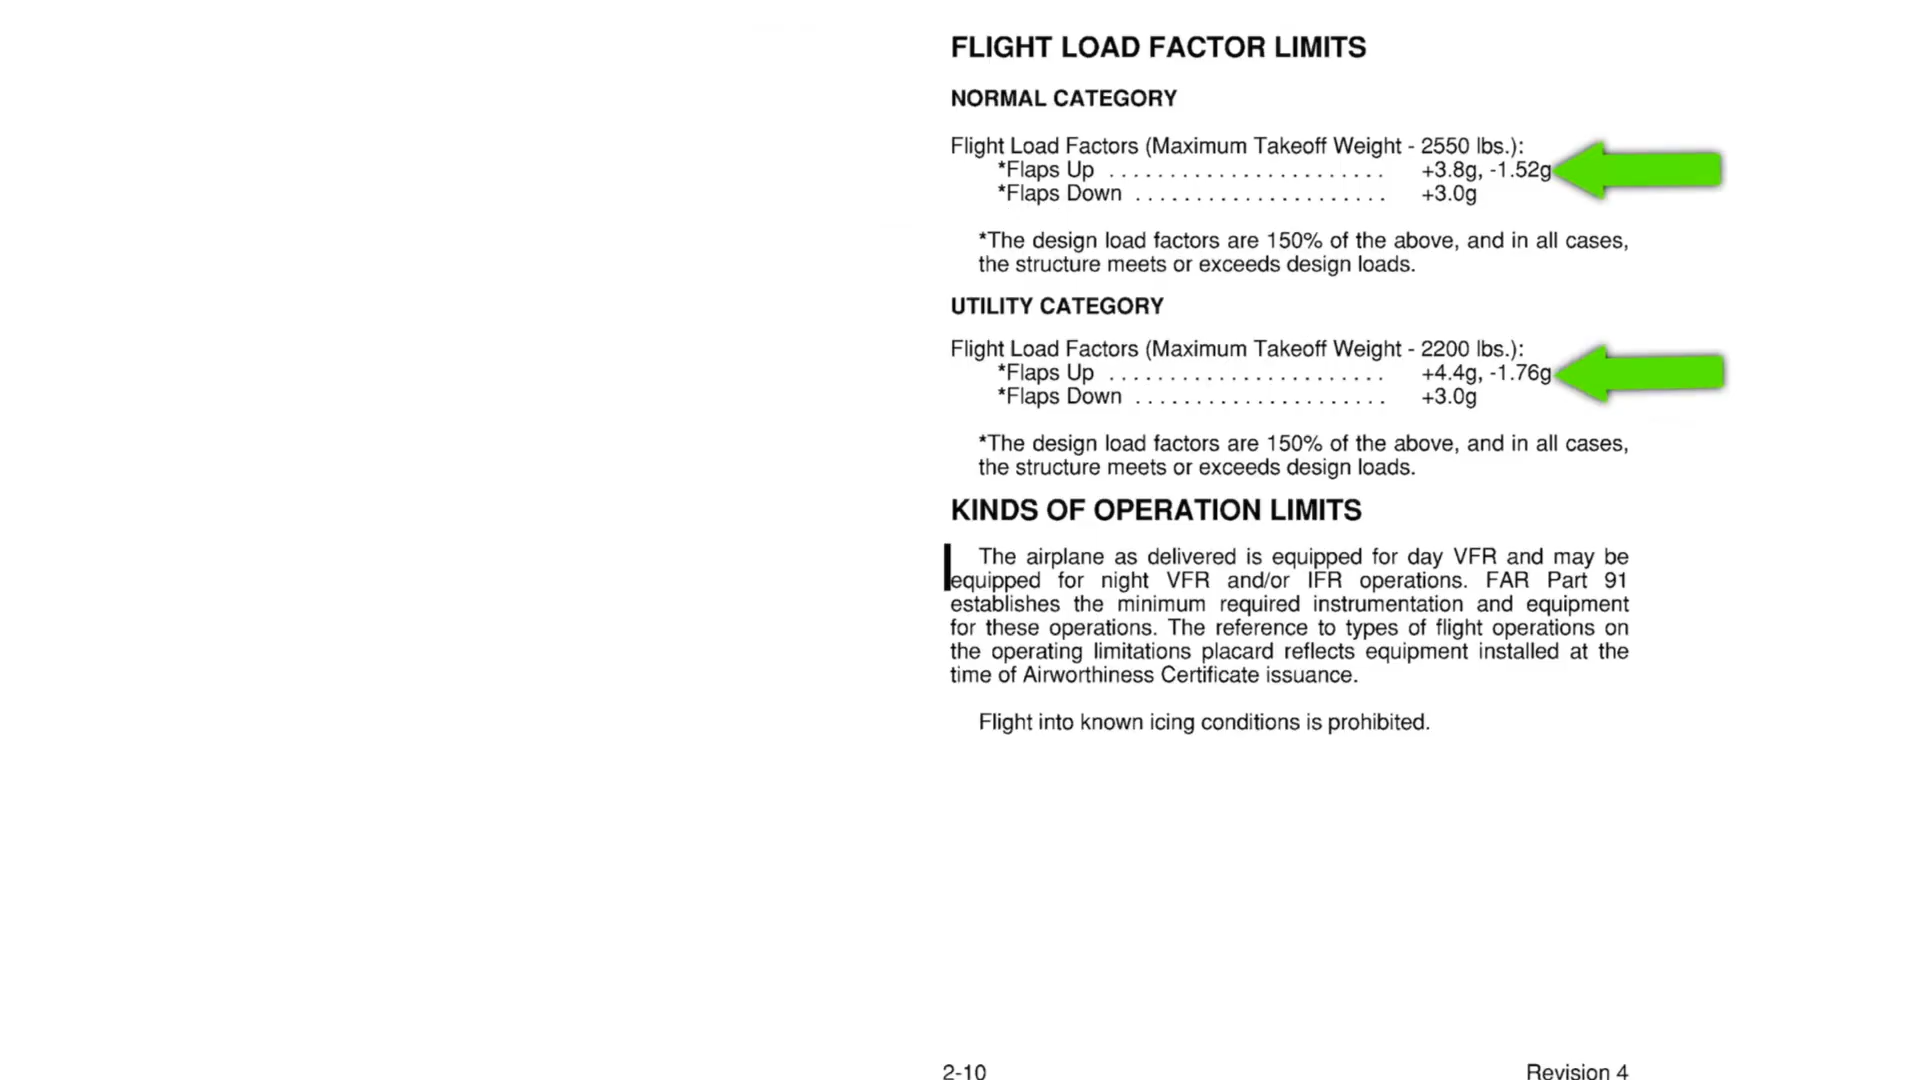 FLIGHT LOAD FACTOR LIMITS
NORMAL CATEGORY
Flight Load Factors (Maximum Takeoff Weight - 2550 lbs.):
*Flaps Up . . . . . . . . . . . . . . . . . . . . . . . +3.8g, -1.52g
*Flaps Down . . . . . . . . . . . . . . . . . . . . . +3.0g
*The design load factors are 150% of the above, and in all cases,
the structure meets or exceeds design loads.
UTILITY CATEGORY
Flight Load Factors (Maximum Takeoff Weight - 2200 lbs.):
*Flaps Up . . . . . . . . . . . . . . . . . . . . . . . +4.4g, -1.76g
*Flaps Down . . . . . . . . . . . . . . . . . . . . . +3.0g
*The design load factors are 150% of the above, and in all cases,
the structure meets or exceeds design loads.
KINDS OF OPERATION LIMITS
The airplane as delivered is equipped for day VFR and may be
equipped for night VFR and/or IFR operations. FAR Part 91
establishes the minimum required instrumentation and equipment
for these operations. The reference to types of flight operations on
the operating limitations placard reflects equipment installed at the
time of Airworthiness Certificate issuance.
Flight into known icing conditions is prohibited.
2-10 Revision 4